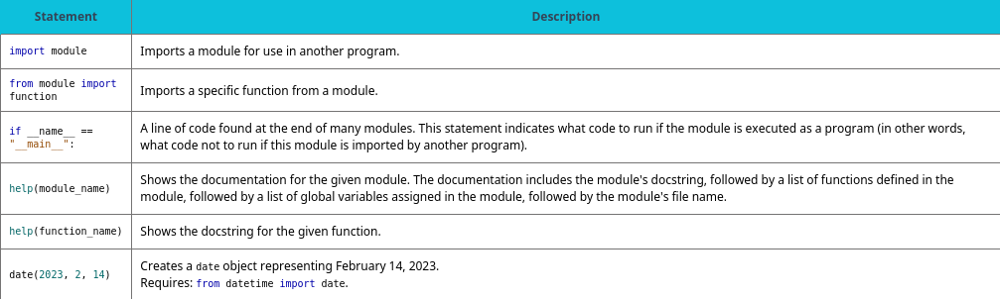 Statement Description
import module Imports a module for use in another program.
from module import
function
Imports a specific function from a module.
if __name__ ==
"__main__":
A line of code found at the end of many modules. This statement indicates what code to run if the module is executed as a program (in other words,
what code not to run if this module is imported by another program).
help(module_name)
Shows the documentation for the given module. The documentation includes the module's docstring, followed by a list of functions defined in the
module, followed by a list of global variables assigned in the module, followed by the module's file name.
help(function_name) Shows the docstring for the given function.
date(2023, 2, 14)
Creates a date object representing February 14, 2023.
Requires: from datetime import date.